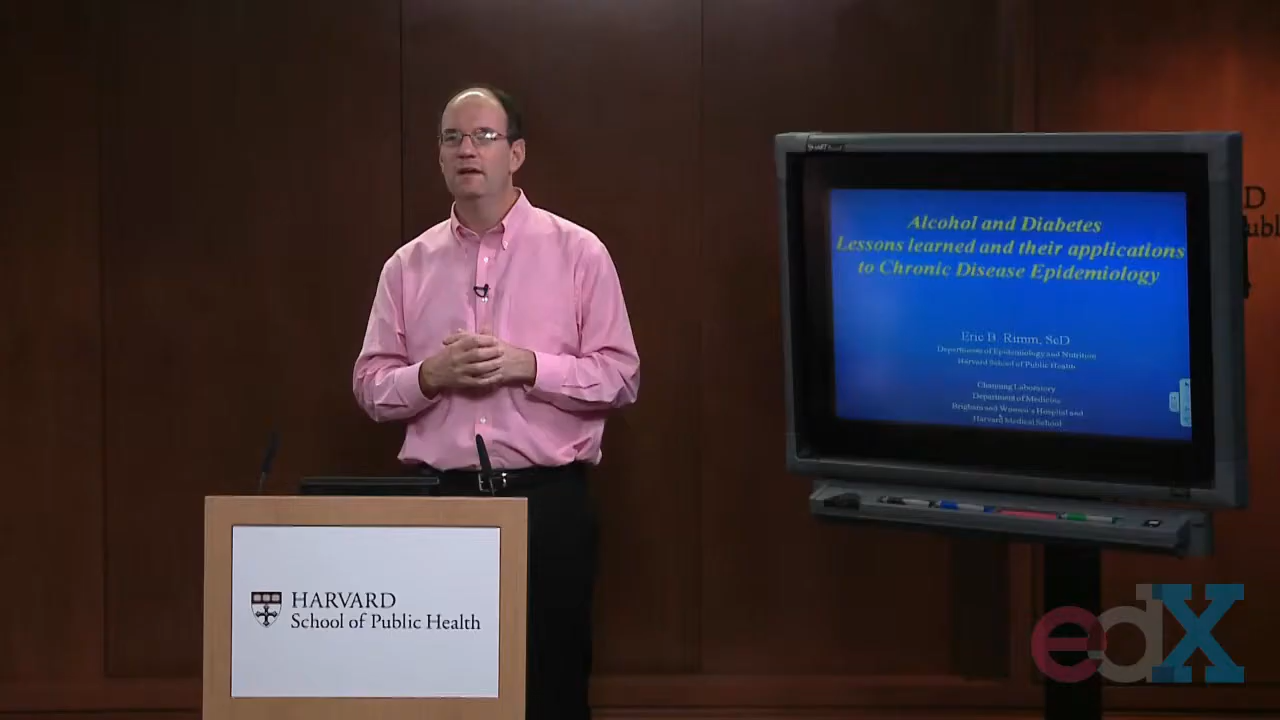 SMART
Alcohol and Diabetes
Lessons learned and their applications
to Chronic Disease Epidemiology
Eric B. Rimm, ScD
Department of Epidemiology and Nutrition
Harvard School of Public Health
Channing Laboratory
Department of Medicine
Brigham and Women's Hospital and
Harvard Medical School
HARVARD
School of Public Health
edX